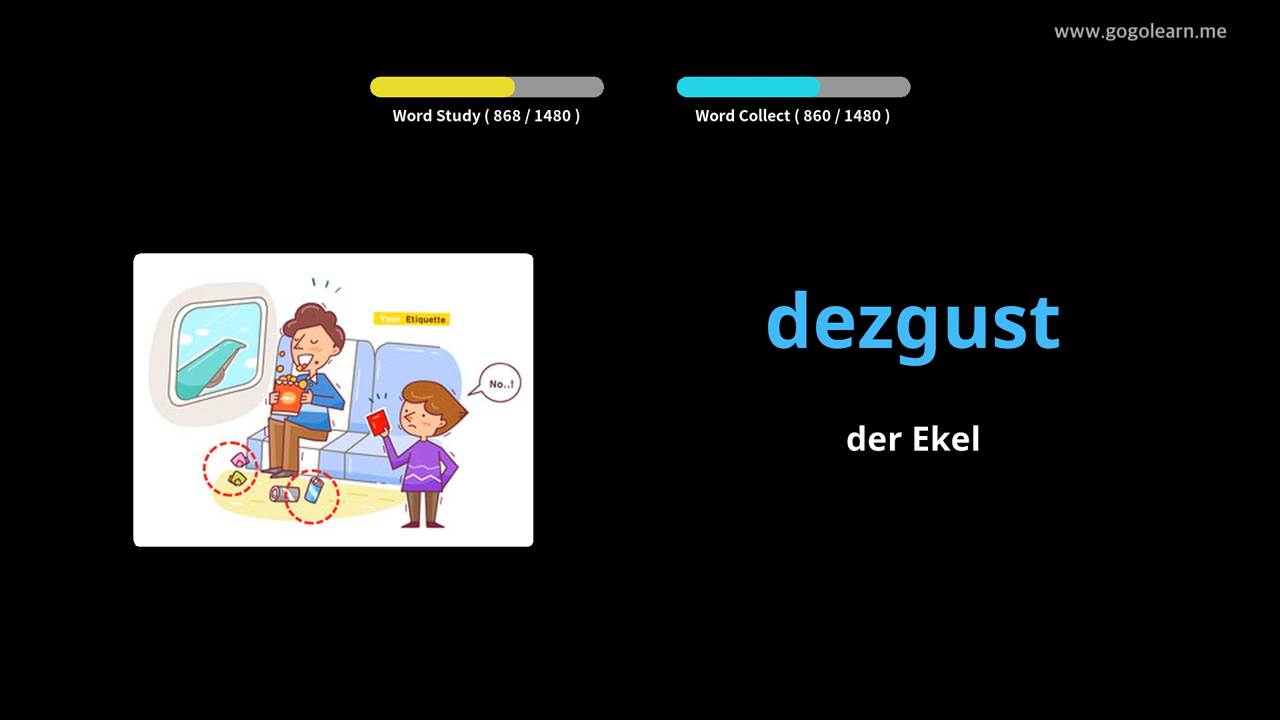 www.gogolearn.me
Word Study ( 868 / 1480 )
Word Collect ( 860 / 1480 )
Your Etiquette
No..!
dezgust
der Ekel